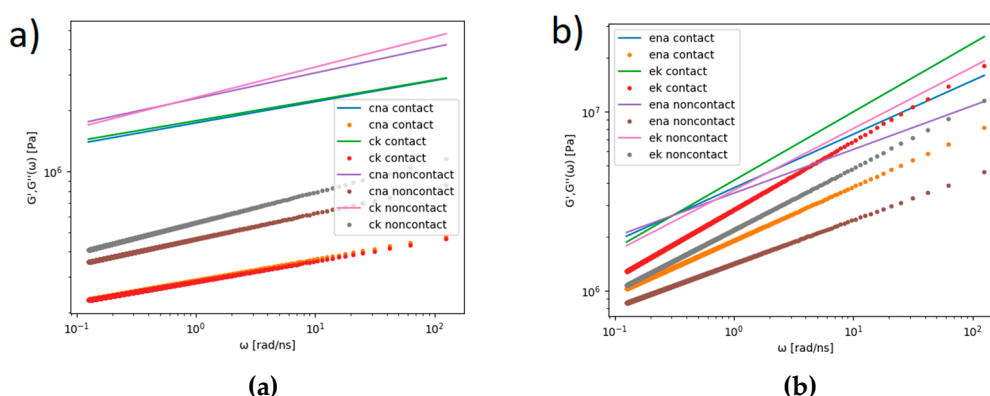 a)
G',G''(ω) [Pa]
10⁶
cna contact
cna contact
ck contact
ck contact
cna noncontact
cna noncontact
ck noncontact
ck noncontact
10⁻¹ 10⁰ 10¹ 10²
ω [rad/ns]
(a)
b)
G',G''(ω) [Pa]
10⁷
10⁶
ena contact
ena contact
ek contact
ek contact
ena noncontact
ena noncontact
ek noncontact
ek noncontact
10⁻¹ 10⁰ 10¹ 10²
ω [rad/ns]
(b)